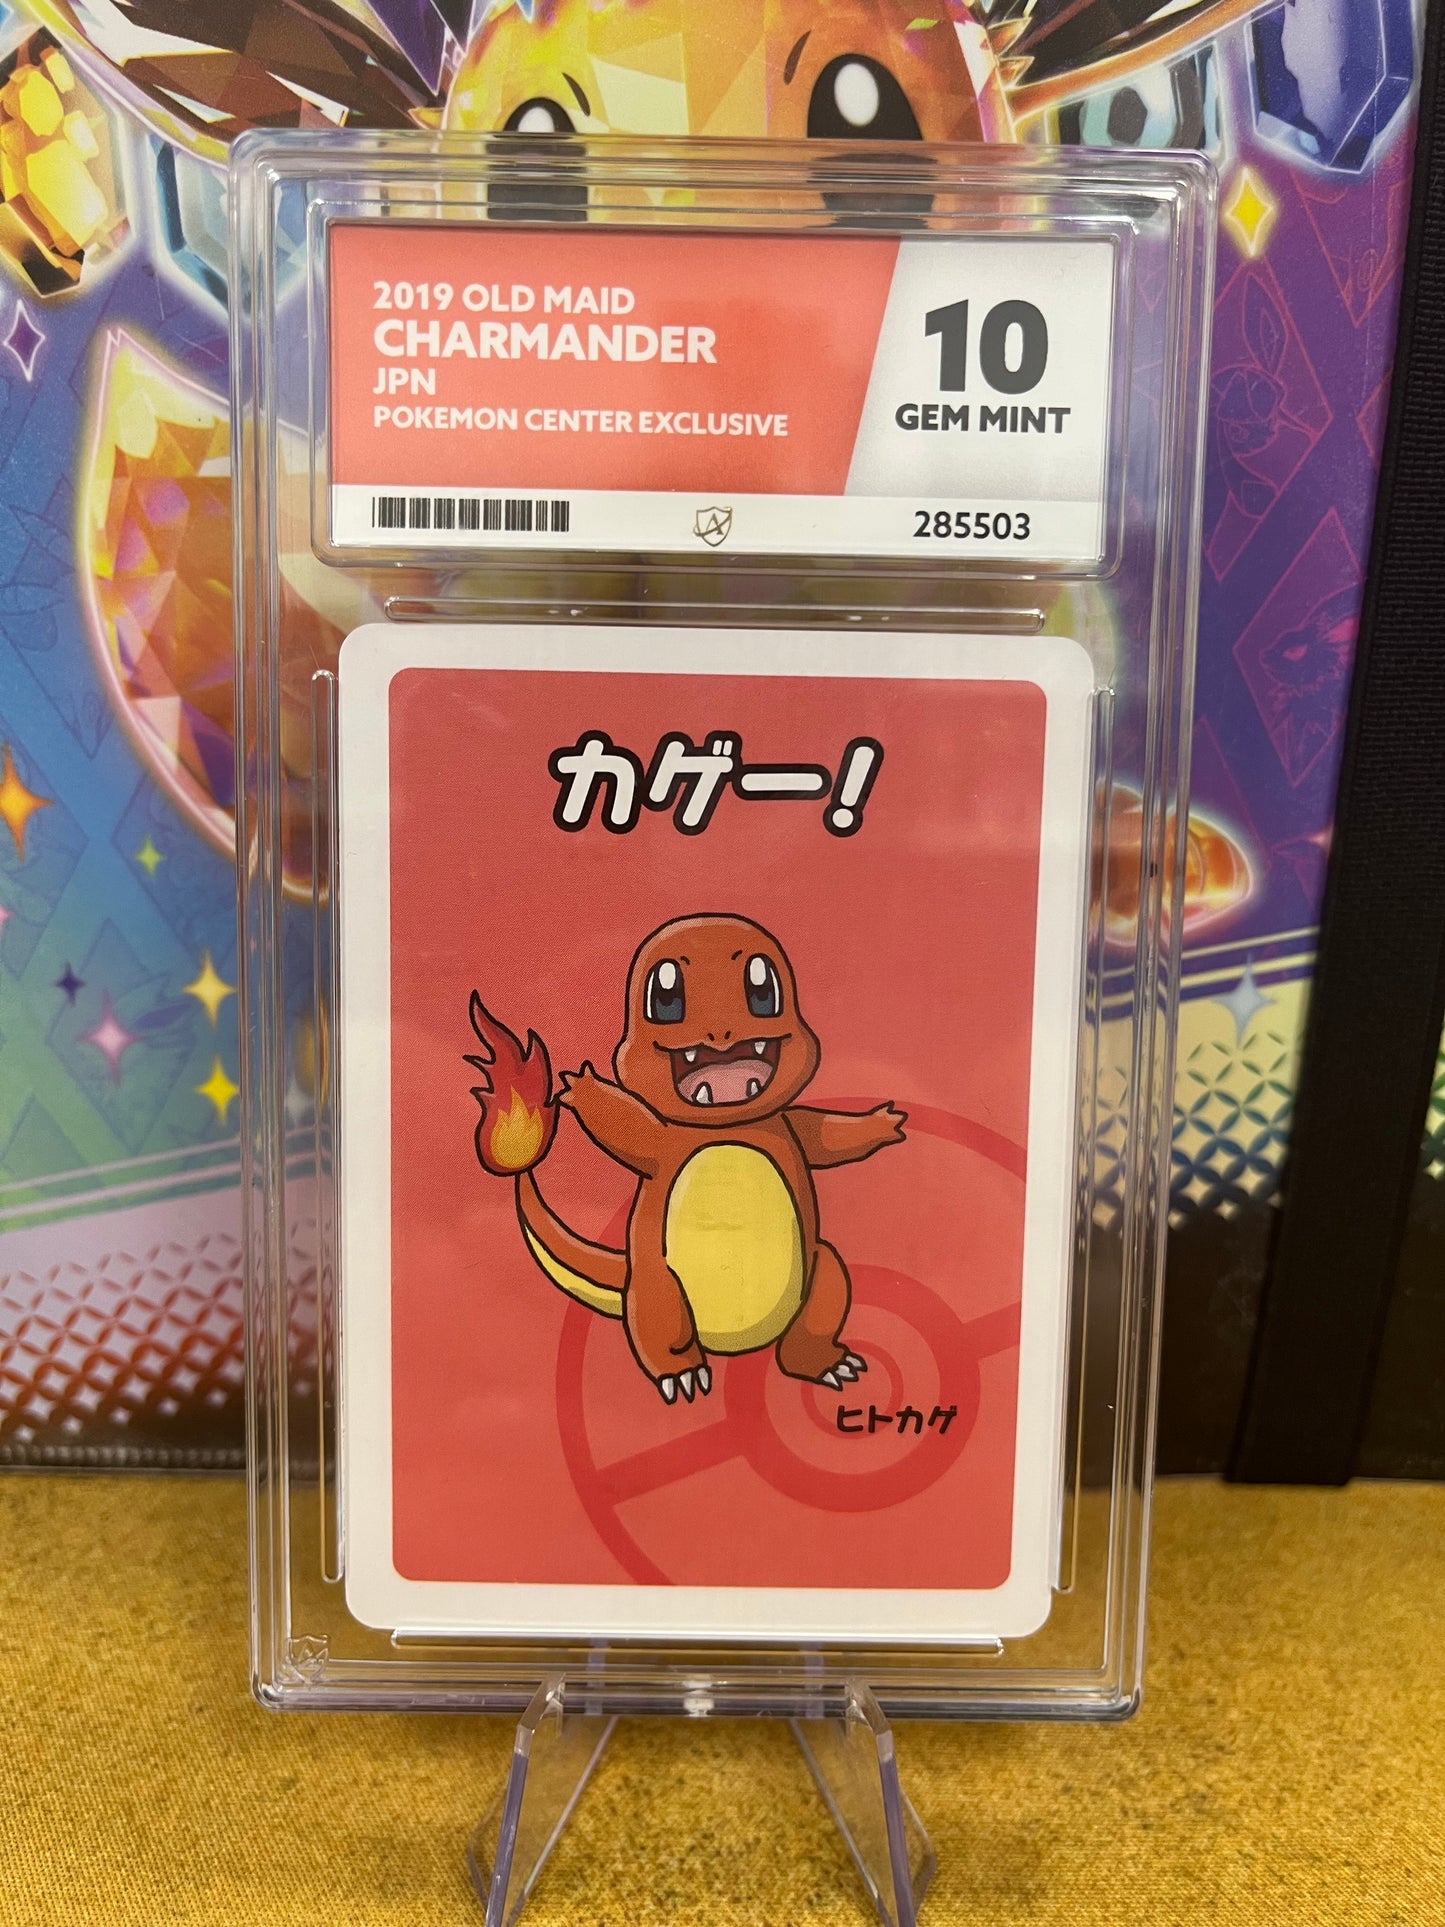 2019 OLD MAID
CHARMANDER
JPN
POKEMON CENTER EXCLUSIVE
10
GEM MINT
285503
カゲー!
ヒトカゲ